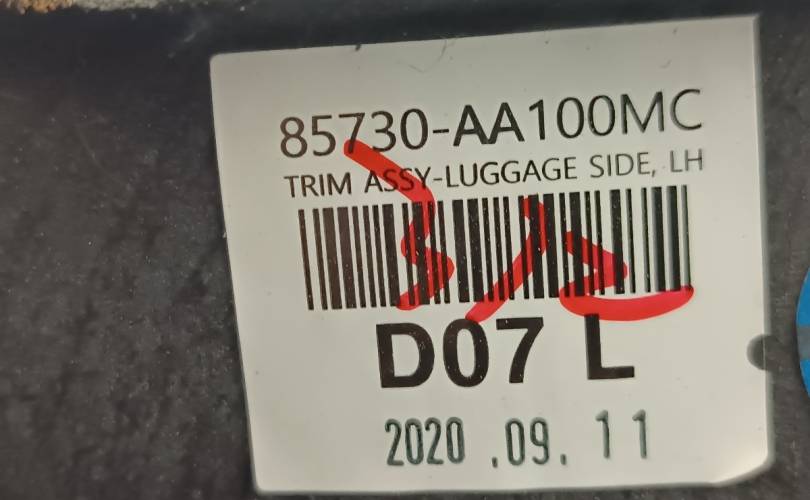 85730-AA100MC
TRIM ASSY-LUGGAGE SIDE, LH
D07 L
2020 .09. 11